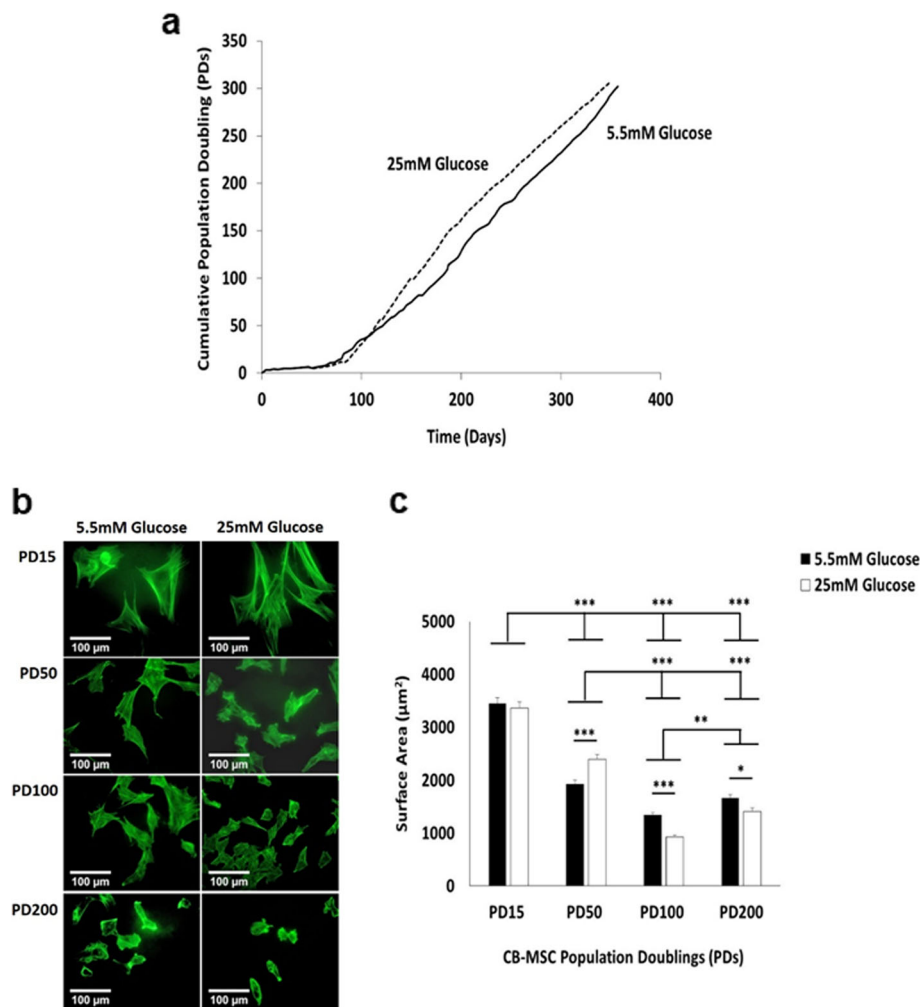 a
Cumulative Population Doubling (PDs)
350
300
250
200
150
100
50
0
25mM Glucose
5.5mM Glucose
0 100 200 300 400
Time (Days)
b
5.5mM Glucose 25mM Glucose
PD15
100 µm 100 µm
PD50
100 µm 100 µm
PD100
100 µm 100 µm
PD200
100 µm 100 µm
c
5.5mM Glucose
25mM Glucose
Surface Area (µm²)
5000
4000
3000
2000
1000
0
*** *** ***
*** ***
**
***
***
*
PD15 PD50 PD100 PD200
CB-MSC Population Doublings (PDs)